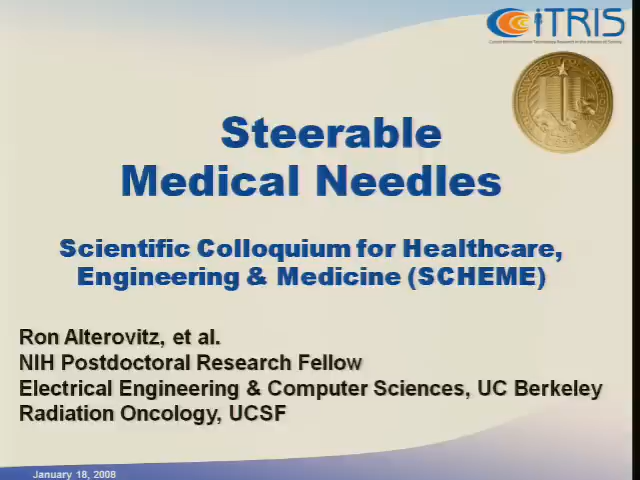 CiTRIS
Steerable
Medical Needles
Scientific Colloquium for Healthcare,
Engineering & Medicine (SCHEME)
Ron Alterovitz, et al.
NIH Postdoctoral Research Fellow
Electrical Engineering & Computer Sciences, UC Berkeley
Radiation Oncology, UCSF
January 18, 2008